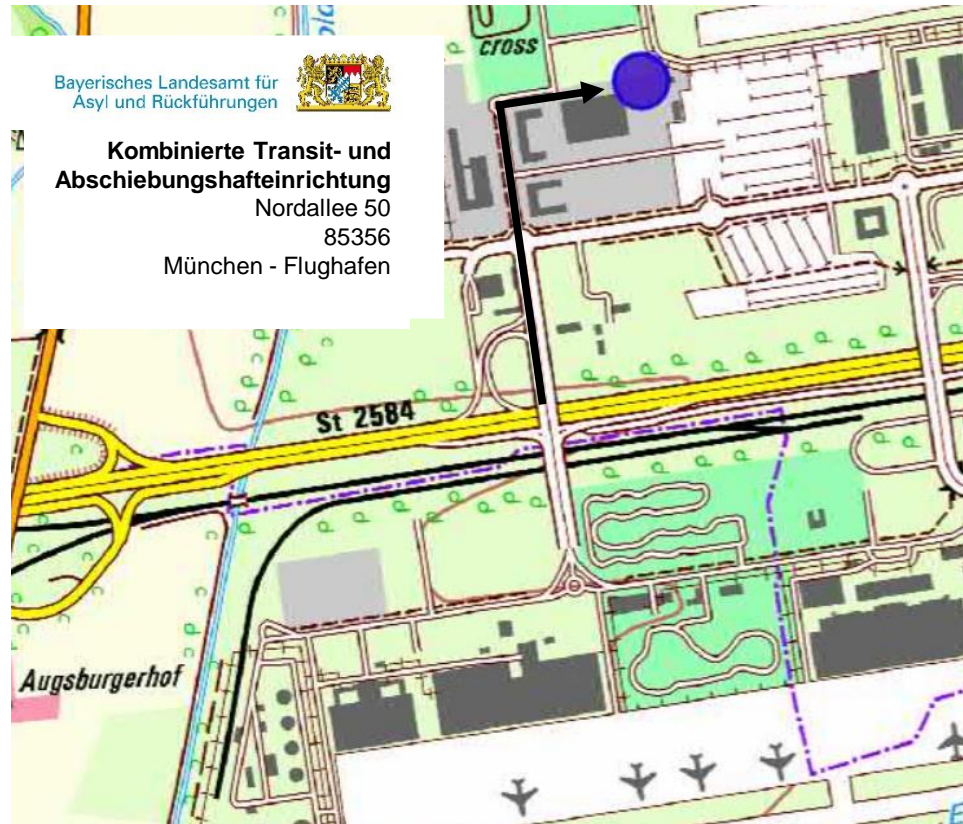 cross
Bayerisches Landesamt für
Asyl und Rückführungen
Kombinierte Transit- und
Abschiebungshafteinrichtung
Nordallee 50
85356
München - Flughafen
St 2584
Augsburgerhof